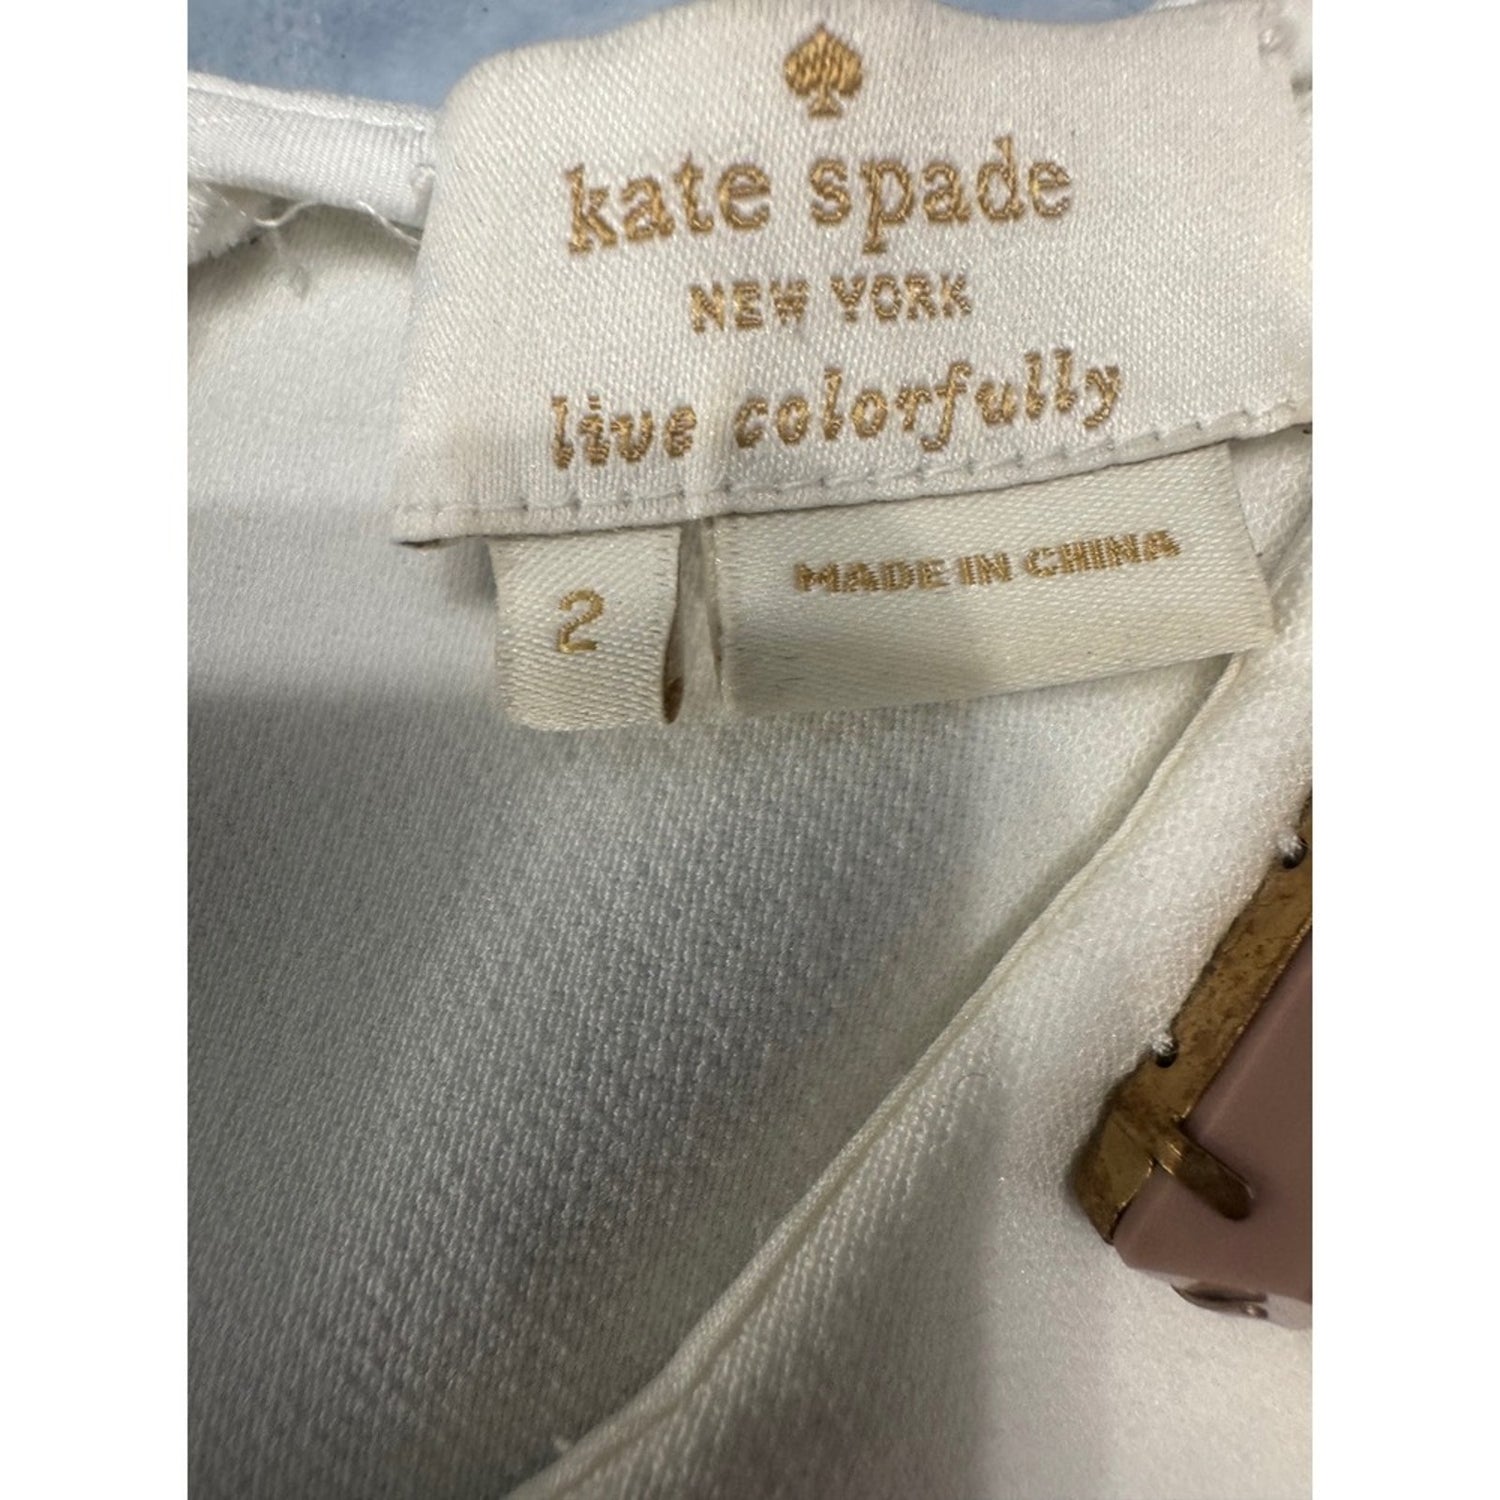 kate spade
NEW YORK
live colorfully
2
MADE IN CHINA